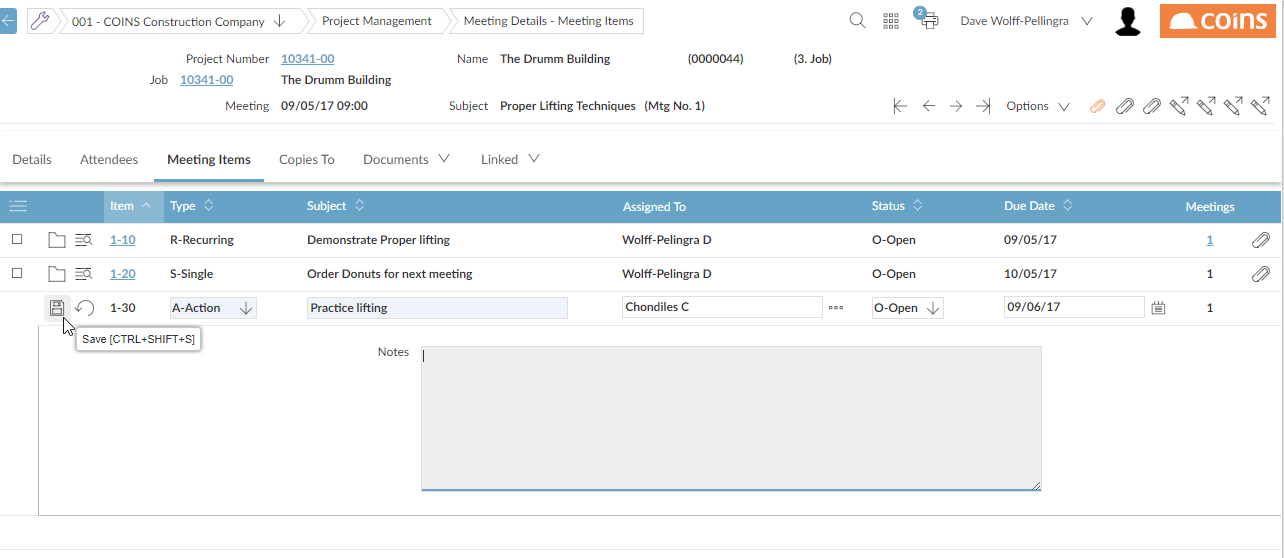 001 - COINS Construction Company Project Management Meeting Details - Meeting Items 2 Dave Wolff-Pellingra coins
Project Number 10341-00 Name The Drumm Building (0000044) (3. Job)
Job 10341-00 The Drumm Building
Meeting 09/05/17 09:00 Subject Proper Lifting Techniques (Mtg No. 1) Options
Details Attendees Meeting Items Copies To Documents Linked
Item Type Subject Assigned To Status Due Date Meetings
1-10 R-Recurring Demonstrate Proper lifting Wolff-Pelingra D O-Open 09/05/17 1
1-20 S-Single Order Donuts for next meeting Wolff-Pelingra D O-Open 10/05/17 1
1-30 A-Action Practice lifting Chondiles C O-Open 09/06/17 1
Save [CTRL+SHIFT+S]
Notes